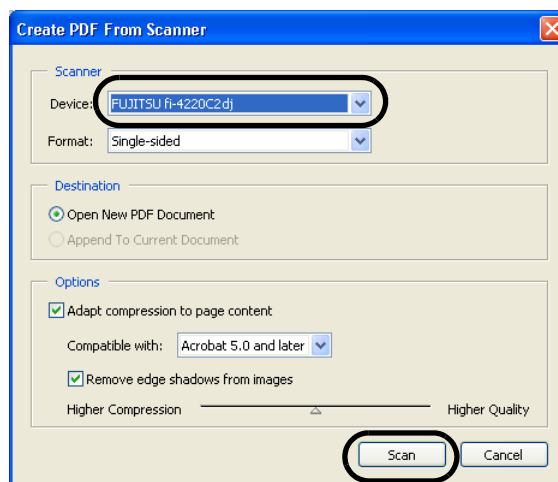 Create PDF From Scanner
Scanner
Device: FUJITSU fi-4220C2dj
Format: Single-sided
Destination
Open New PDF Document
Append To Current Document
Options
Adapt compression to page content
Compatible with: Acrobat 5.0 and later
Remove edge shadows from images
Higher Compression Higher Quality
Scan Cancel